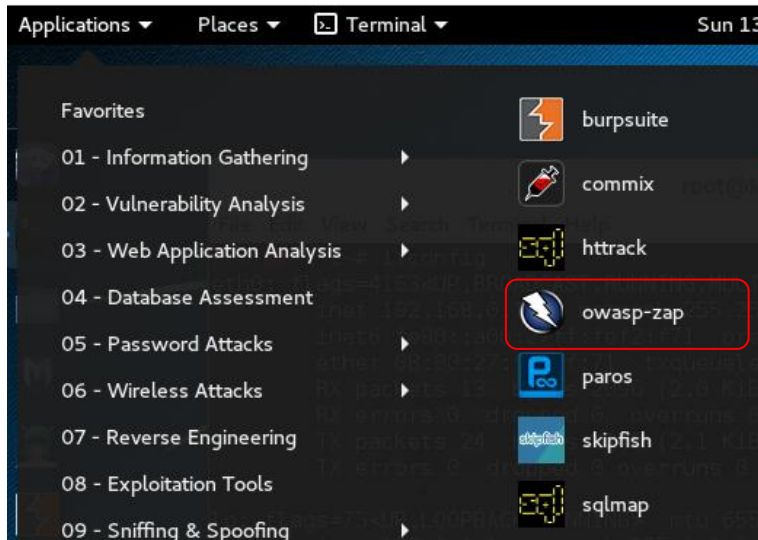 Applications Places Terminal Sun 13
Favorites
01 - Information Gathering
02 - Vulnerability Analysis
03 - Web Application Analysis
04 - Database Assessment
05 - Password Attacks
06 - Wireless Attacks
07 - Reverse Engineering
08 - Exploitation Tools
09 - Sniffing & Spoofing
burpsuite
commix
httrack
owasp-zap
paros
skipfish
sqlmap